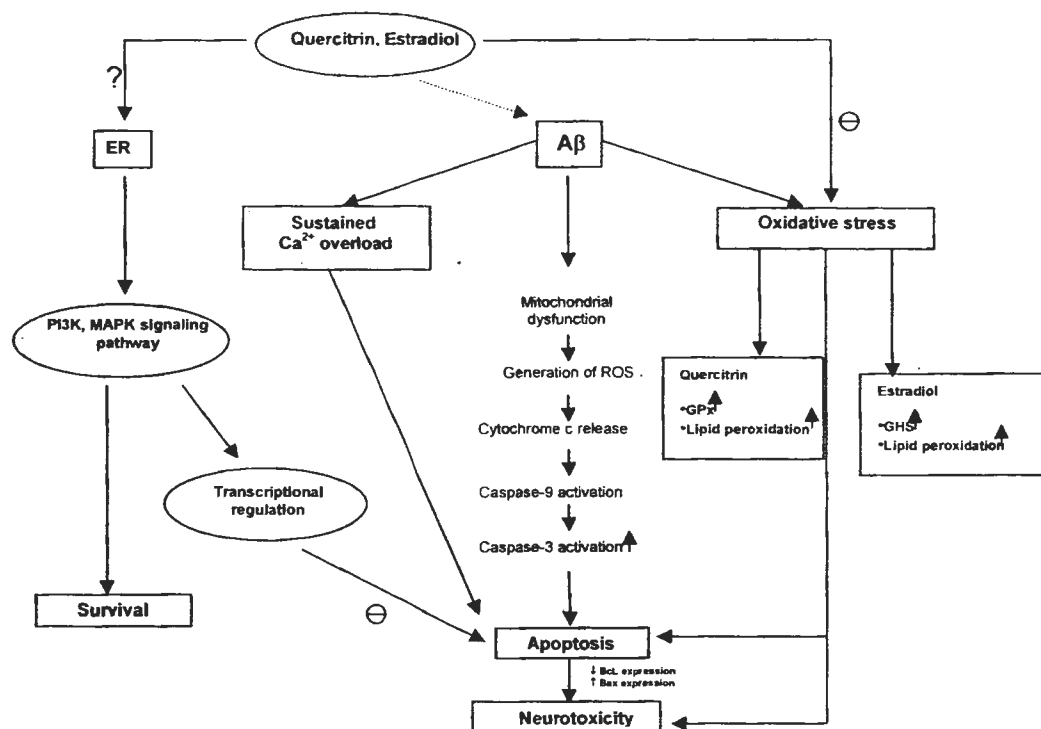 Quercitrin, Estradiol
?
ER
Aβ
⊖
Sustained
Ca²⁺ overload
Oxidative stress
PI3K, MAPK signaling
pathway
Mitochondrial
dysfunction
Generation of ROS
Quercitrin
*GPx↑
*Lipid peroxidation↑
Estradiol
*GHS↑
*Lipid peroxidation↑
Cytochrome c release
Transcriptional
regulation
Caspase-9 activation
Caspase-3 activation↑
Survival
⊖
Apoptosis
↓ BcL expression
↑ Bax expression
Neurotoxicity